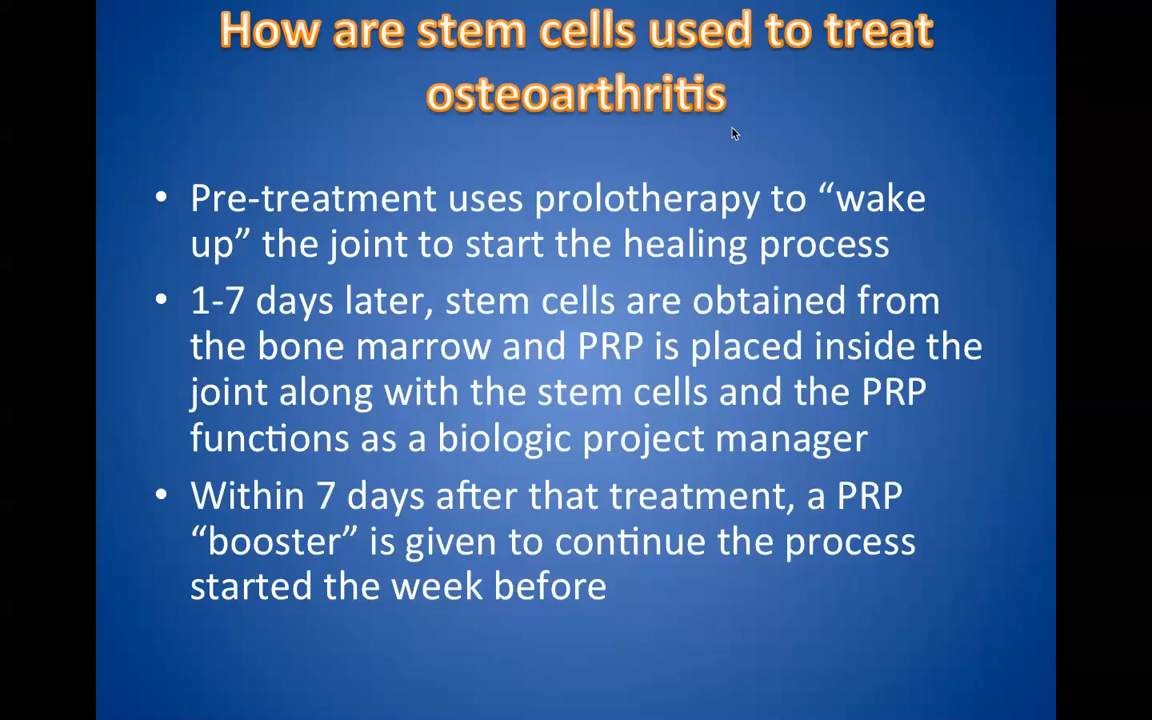 How are stem cells used to treat
osteoarthritis
• Pre-treatment uses prolotherapy to “wake
up” the joint to start the healing process
• 1-7 days later, stem cells are obtained from
the bone marrow and PRP is placed inside the
joint along with the stem cells and the PRP
functions as a biologic project manager
• Within 7 days after that treatment, a PRP
“booster” is given to continue the process
started the week before